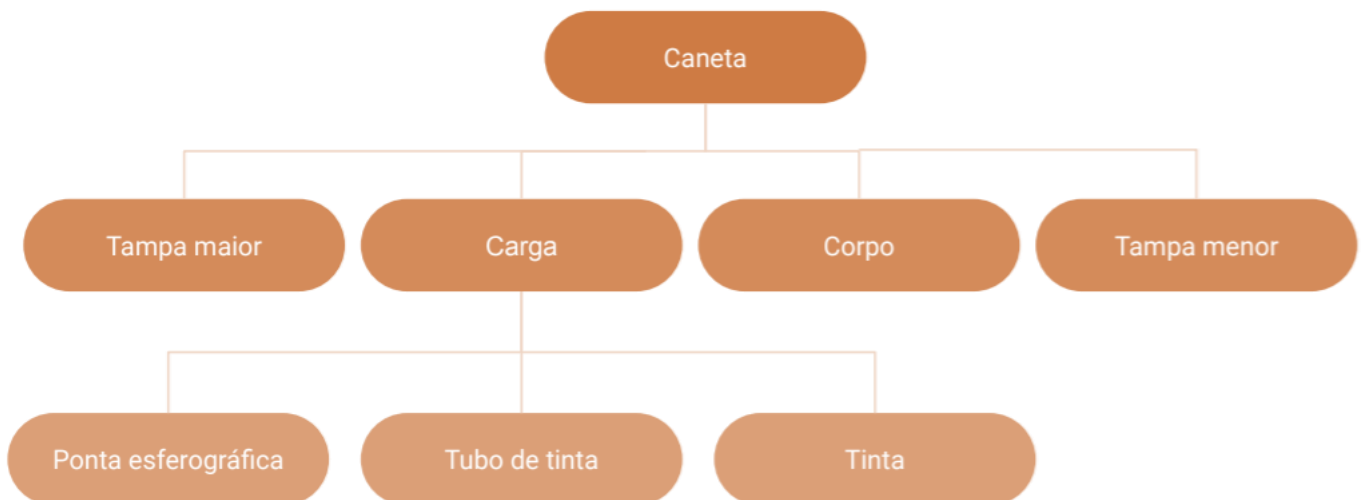 Caneta
Tampa maior
Carga
Corpo
Tampa menor
Ponta esferográfica
Tubo de tinta
Tinta